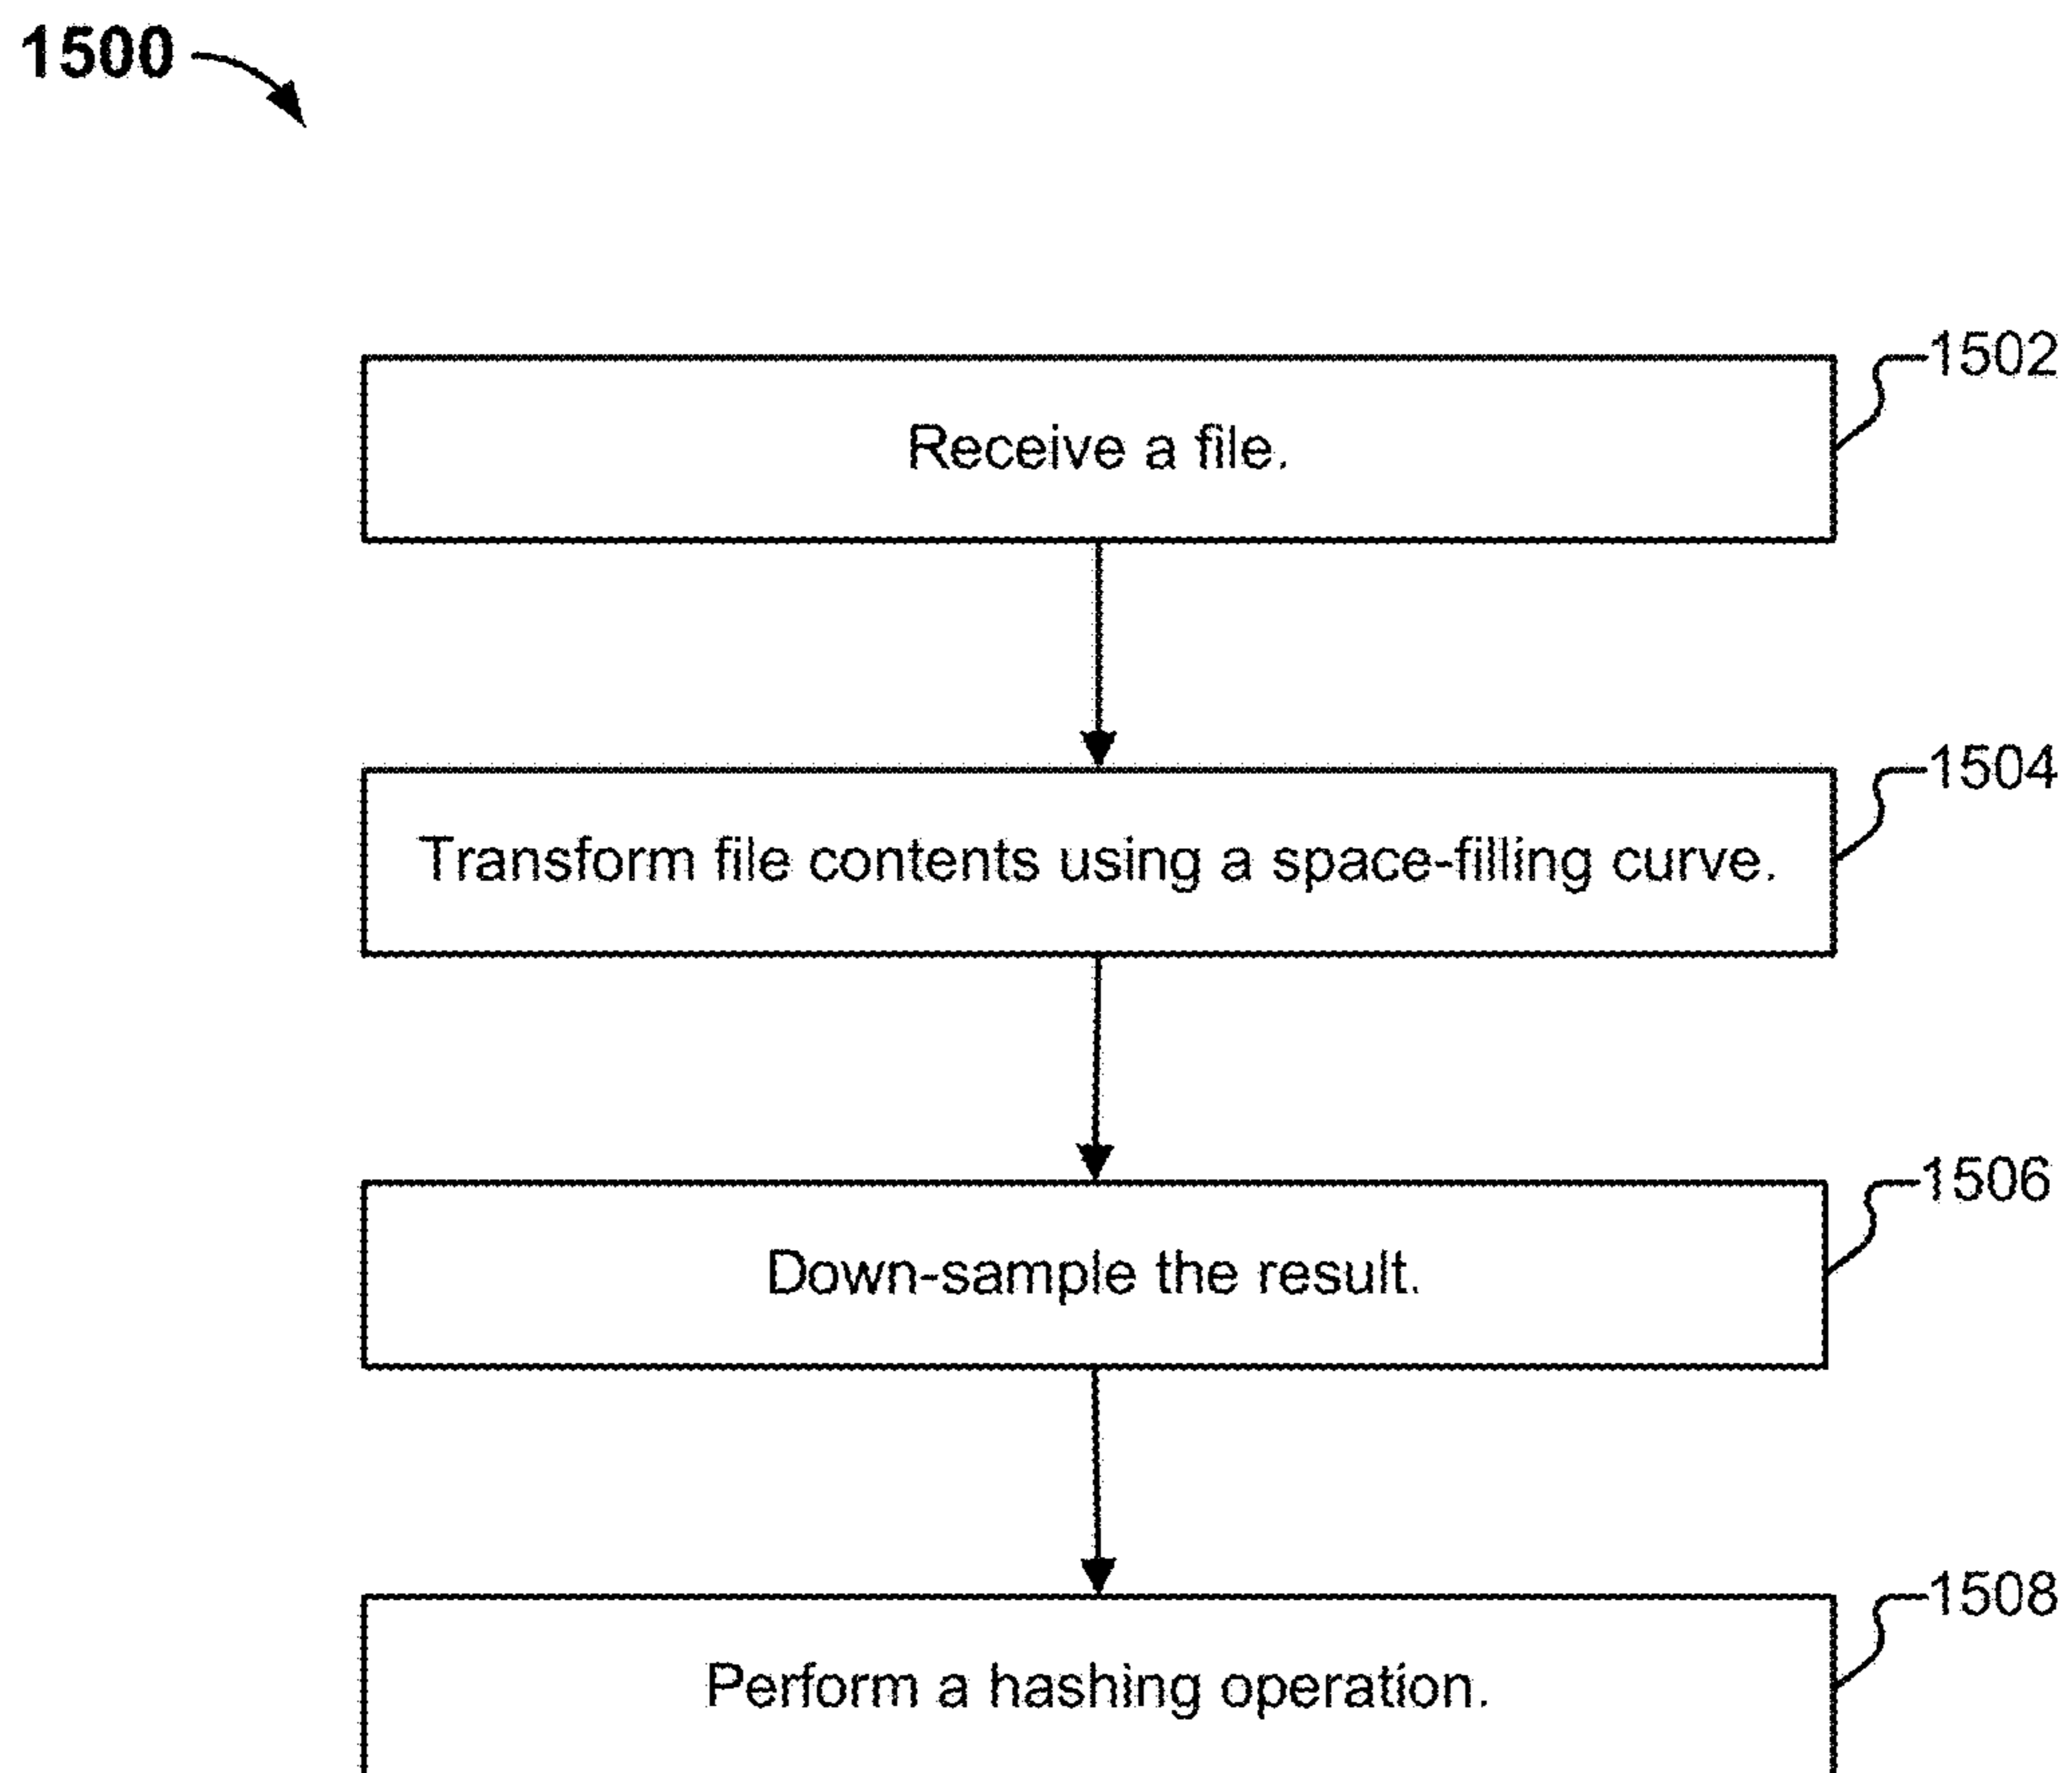 1500
1502
Receive a file.
1504
Transform file contents using a space-filling curve.
1506
Down-sample the result.
1508
Perform a hashing operation.